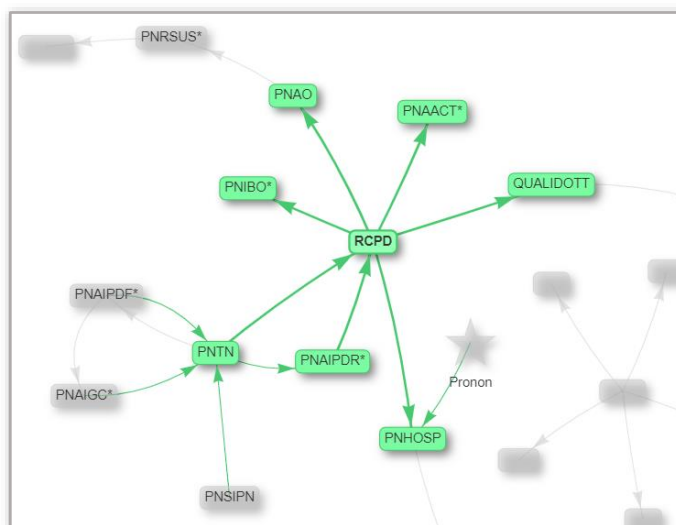 PNRSUS*
PNAO
PNAACT*
PNIBO*
QUALIDOTT
RCPD
PNAIPDF*
PNTN
PNAIPDR*
Pronon
PNAIGC*
PNHOSP
PNSIPN